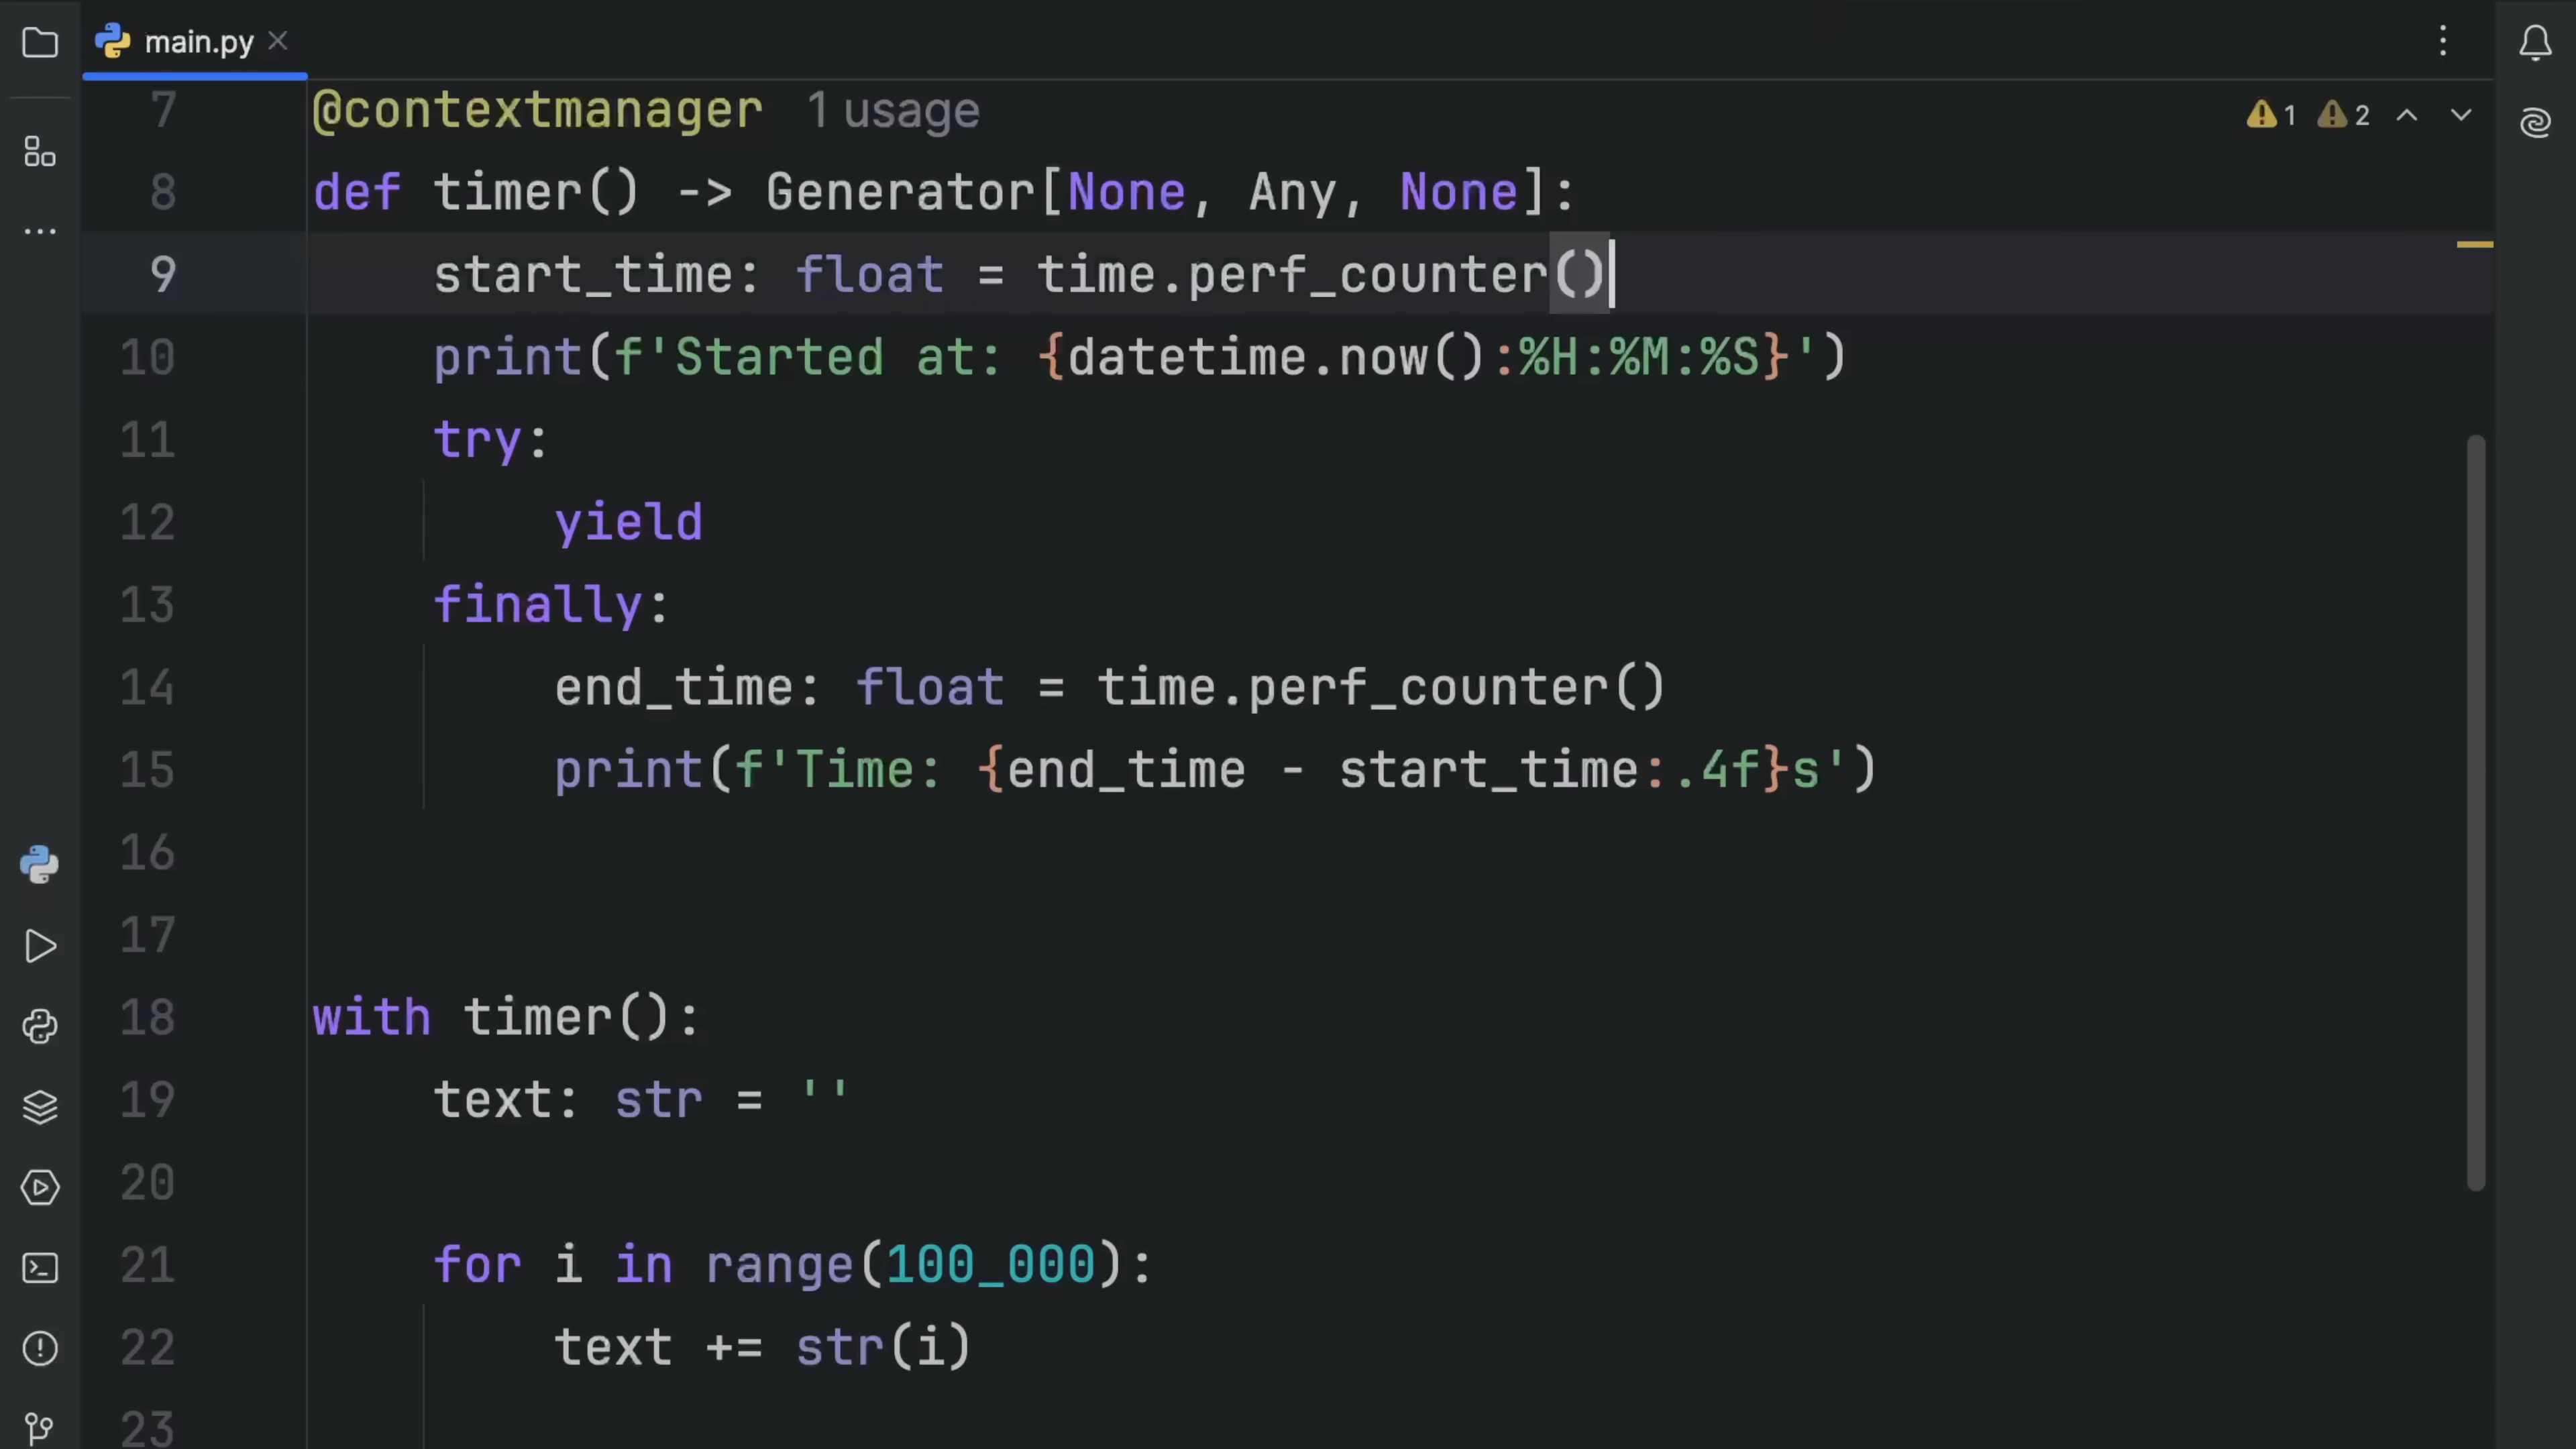 main.py
7 @contextmanager 1 usage
1 2
8 def timer() -> Generator[None, Any, None]:
9 start_time: float = time.perf_counter()
10 print(f'Started at: {datetime.now():%H:%M:%S}')
11 try:
12 yield
13 finally:
14 end_time: float = time.perf_counter()
15 print(f'Time: {end_time - start_time:.4f}s')
16
17
18 with timer():
19 text: str = ''
20
21 for i in range(100_000):
22 text += str(i)
23